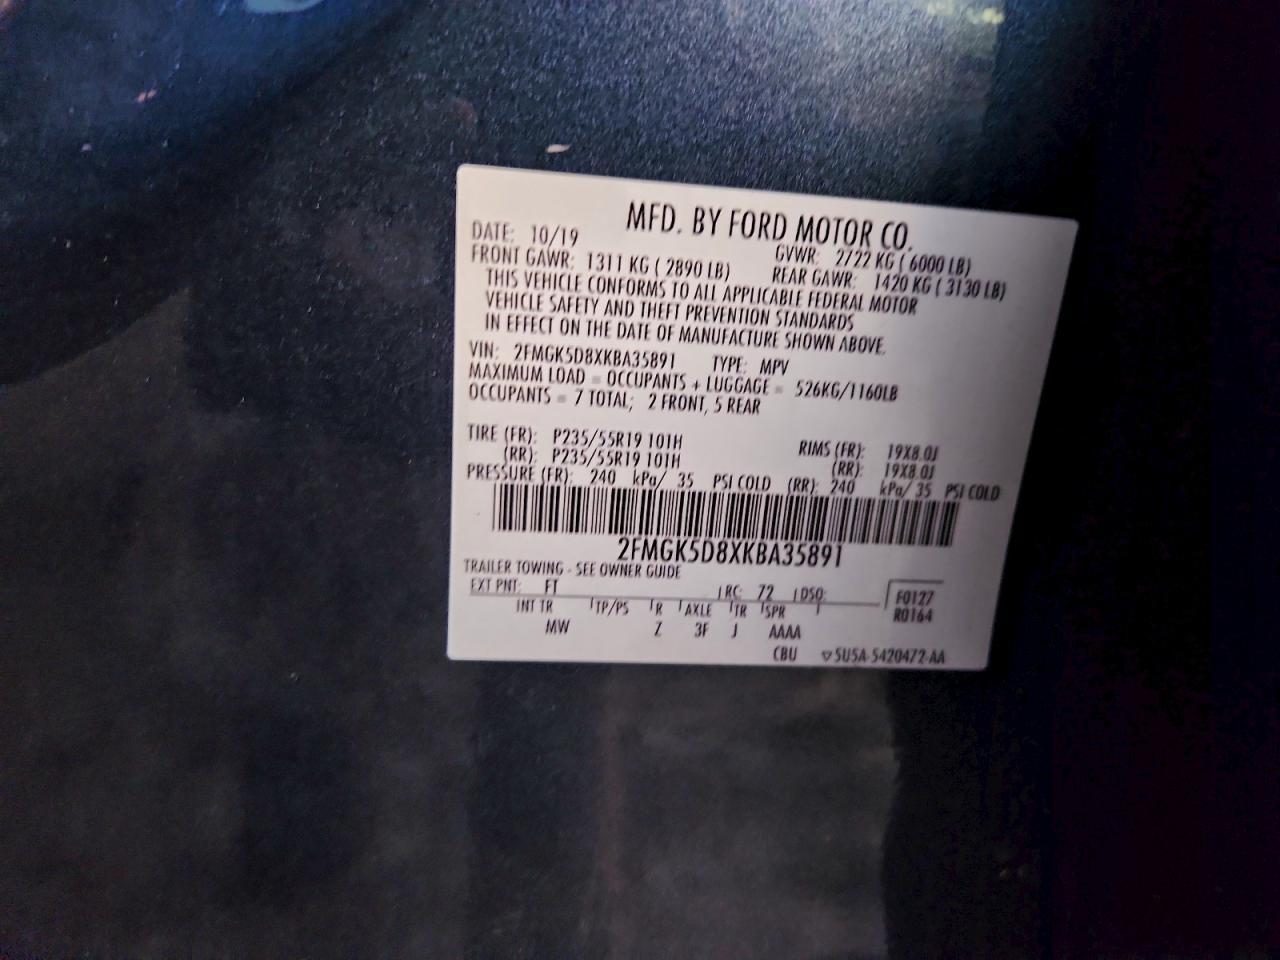 MFD. BY FORD MOTOR CO.
DATE: 10/19 GVWR: 2722 KG ( 6000 LB)
FRONT GAWR: 1311 KG ( 2890 LB) REAR GAWR: 1420 KG ( 3130 LB)
THIS VEHICLE CONFORMS TO ALL APPLICABLE FEDERAL MOTOR
VEHICLE SAFETY AND THEFT PREVENTION STANDARDS
IN EFFECT ON THE DATE OF MANUFACTURE SHOWN ABOVE.
VIN: 2FMGK5D8XKBA35891 TYPE: MPV
MAXIMUM LOAD = OCCUPANTS + LUGGAGE = 526KG/1160LB
OCCUPANTS = 7 TOTAL; 2 FRONT, 5 REAR
TIRE (FR): P235/55R19 101H RIMS (FR): 19X8.0J
(RR): P235/55R19 101H (RR): 19X8.0J
PRESSURE (FR): 240 kPa/ 35 PSI COLD (RR): 240 kPa/ 35 PSI COLD
2FMGK5D8XKBA35891
TRAILER TOWING - SEE OWNER GUIDE
EXT PNT: FT RC: 72 DSO: F0127
INT TR TP/PS R AXLE TR SPR R0164
MW Z 3F J AAAA
CBU ▽5U5A-5420472-AA